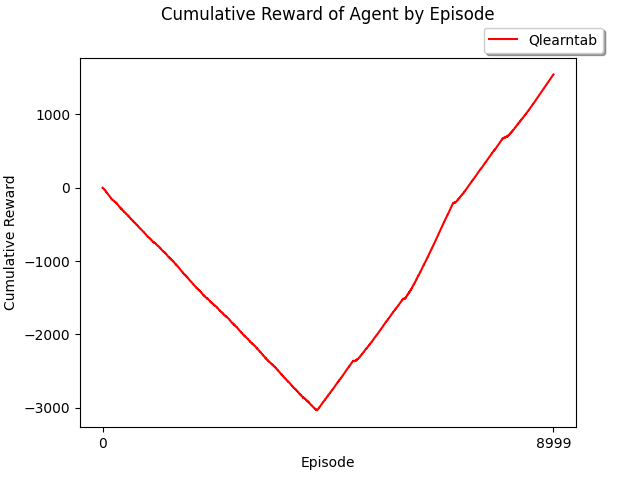 Cumulative Reward of Agent by Episode
Qlearntab
1000
0
−1000
−2000
−3000
Cumulative Reward
0
8999
Episode